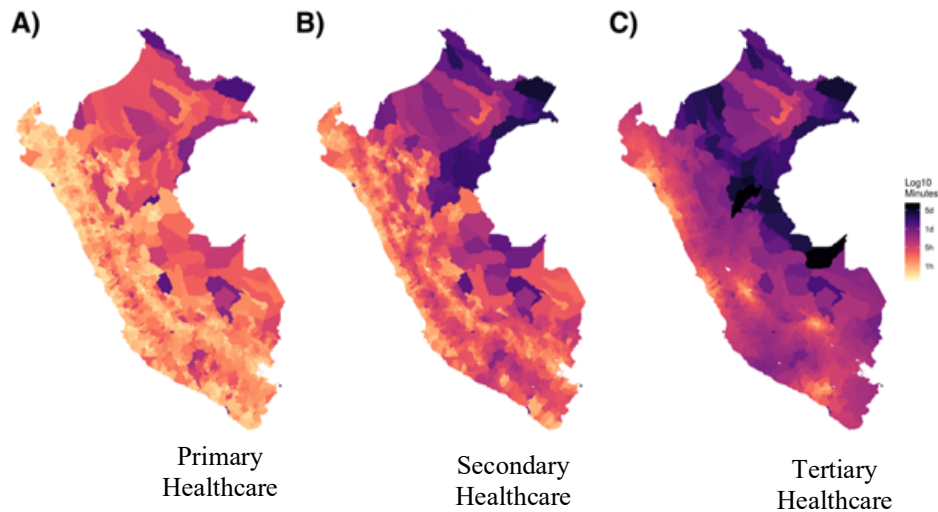 A)
B)
C)
Log10
Minutes
5d
1d
5h
1h
Primary
Healthcare
Secondary
Healthcare
Tertiary
Healthcare